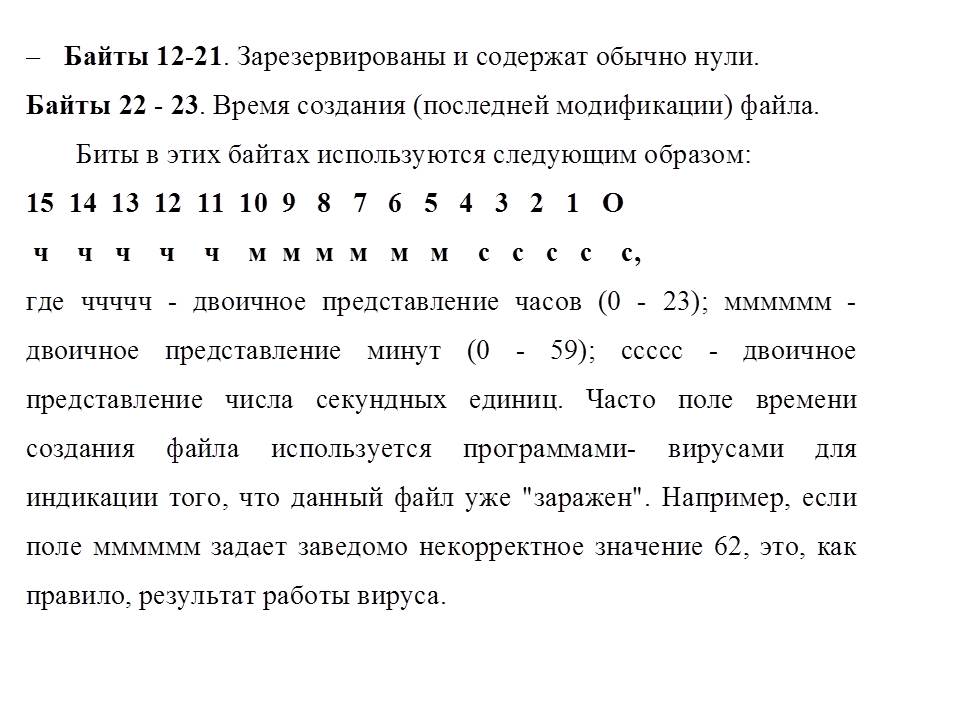 – Байты 12-21. Зарезервированы и содержат обычно нули.
Байты 22 - 23. Время создания (последней модификации) файла.
Биты в этих байтах используются следующим образом:
15 14 13 12 11 10 9 8 7 6 5 4 3 2 1 О
ч ч ч ч ч м м м м м м с с с с с,
где ччччч - двоичное представление часов (0 - 23); мммммм -
двоичное представление минут (0 - 59); ссссс - двоичное
представление числа секундных единиц. Часто поле времени
создания файла используется программами- вирусами для
индикации того, что данный файл уже "заражен". Например, если
поле мммммм задает заведомо некорректное значение 62, это, как
правило, результат работы вируса.